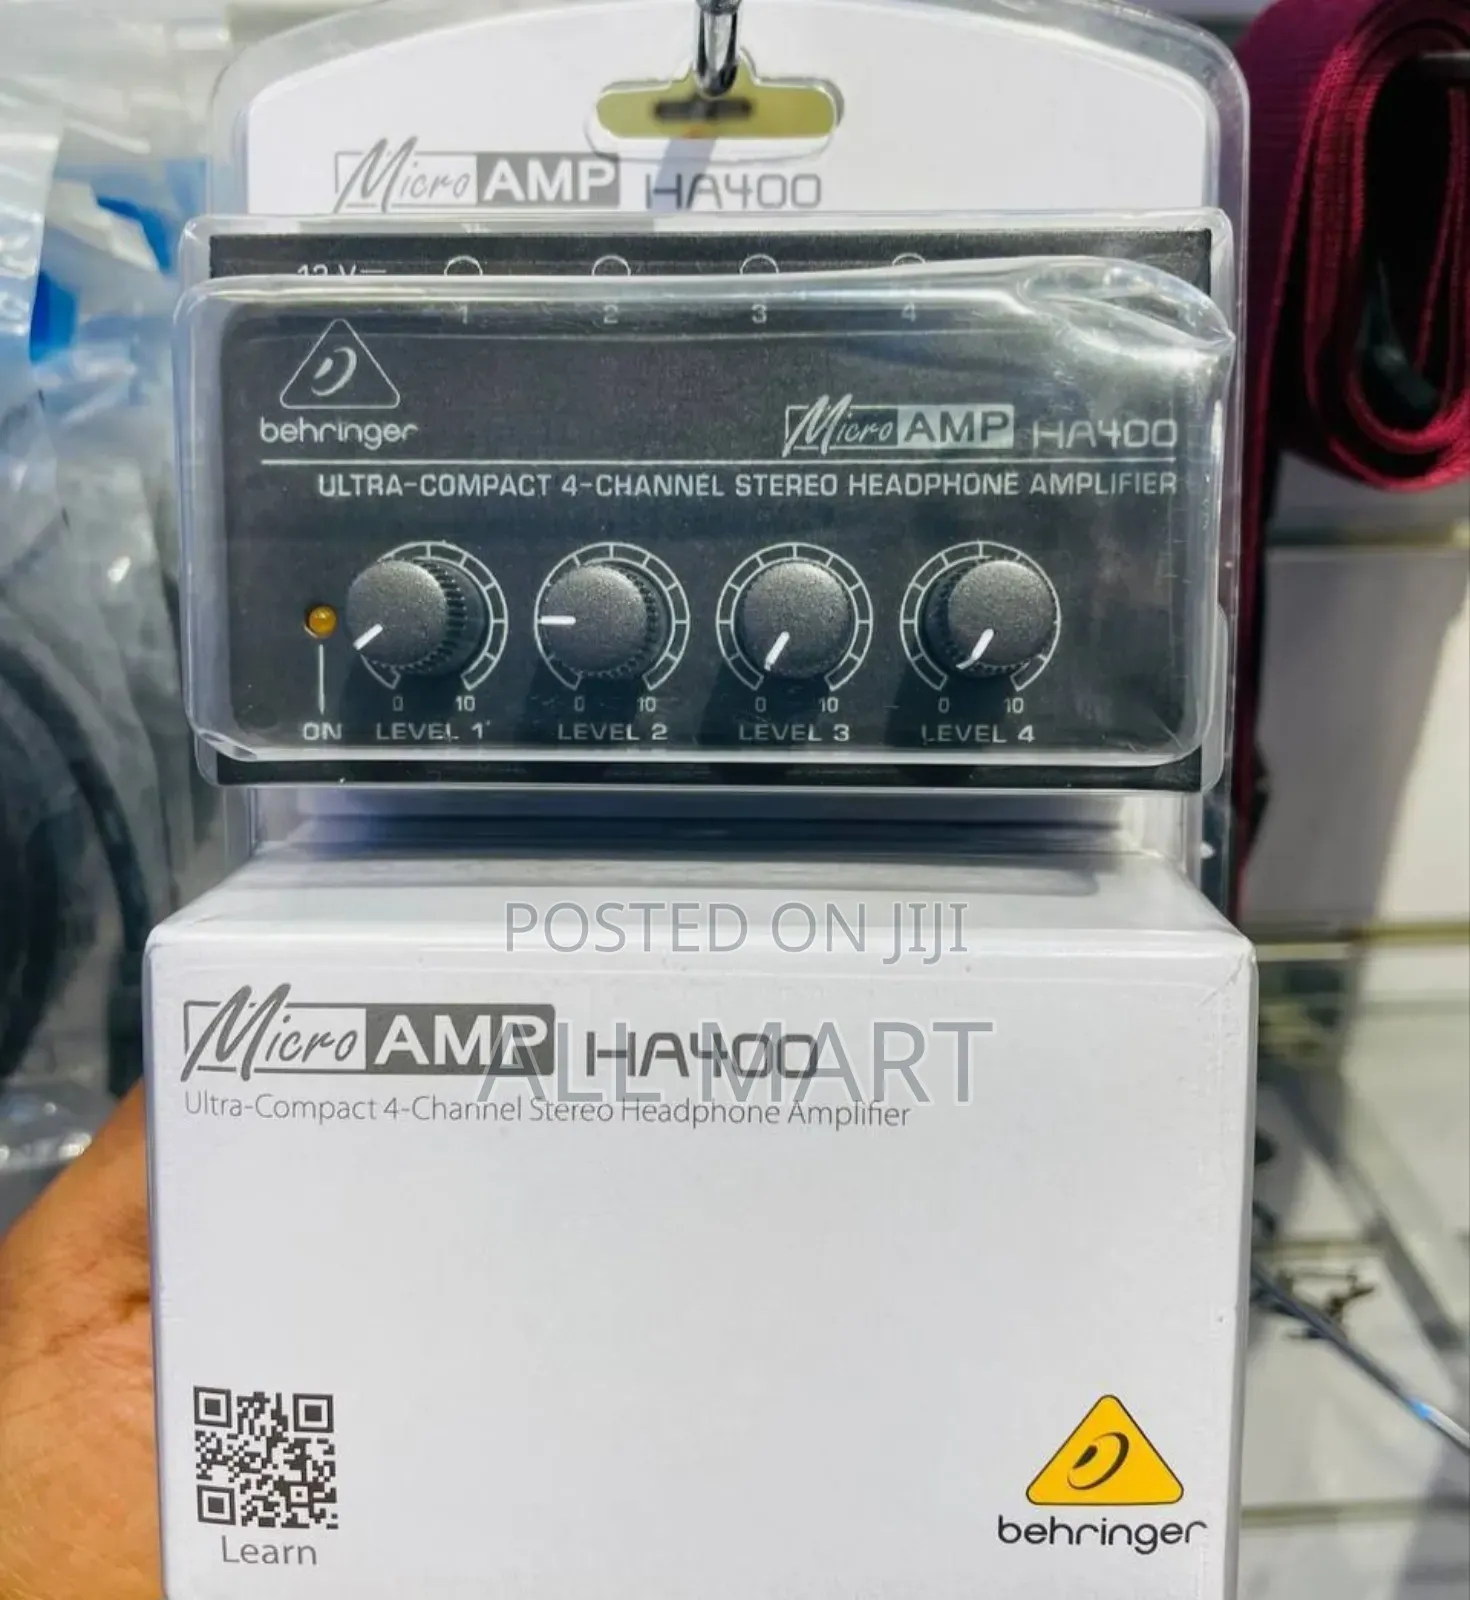 Micro AMP HA400
12 V
1 2 3 4
behringer
Micro AMP HA400
ULTRA-COMPACT 4-CHANNEL STEREO HEADPHONE AMPLIFIER
0 10 0 10 0 10 0 10
ON LEVEL 1 LEVEL 2 LEVEL 3 LEVEL 4
POSTED ON JIJI
Micro AMP HA400
ALL MART
Ultra-Compact 4-Channel Stereo Headphone Amplifier
Learn
behringer